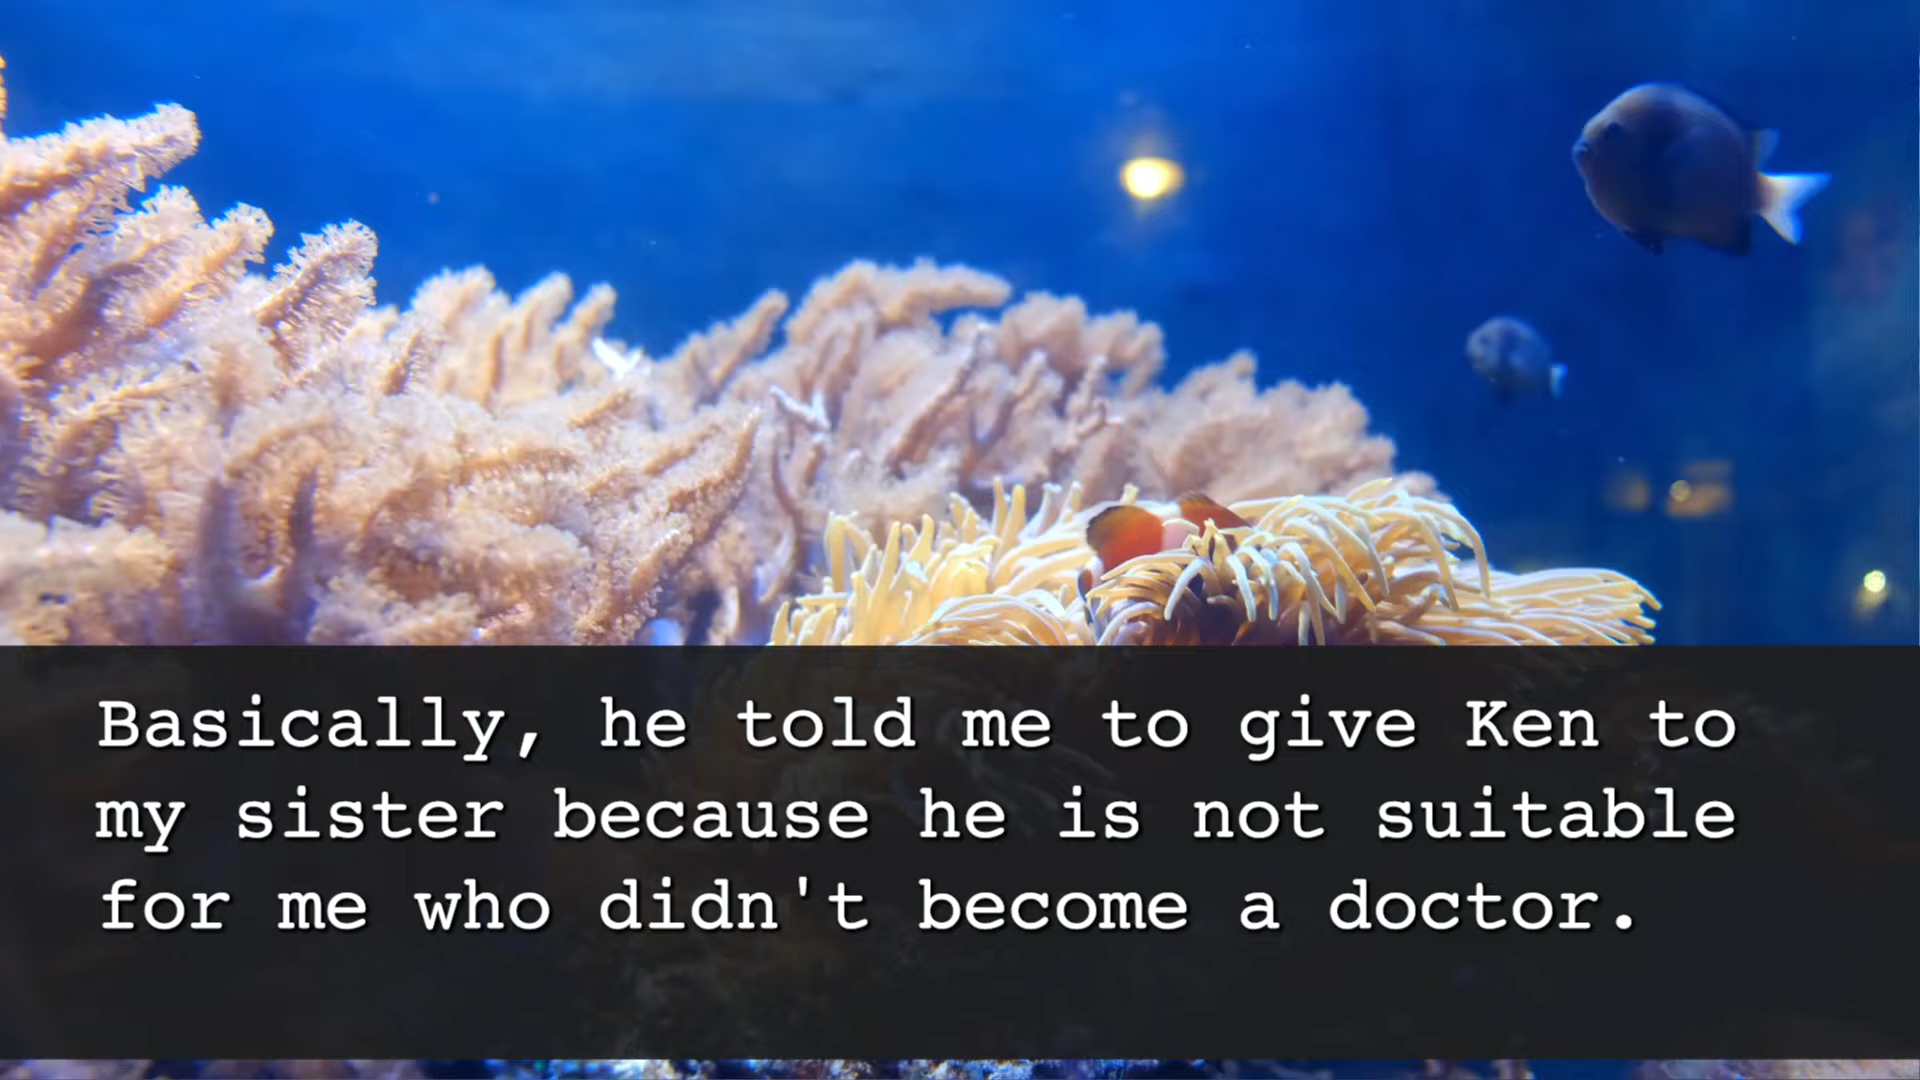 Basically, he told me to give Ken to
my sister because he is not suitable
for me who didn't become a doctor.